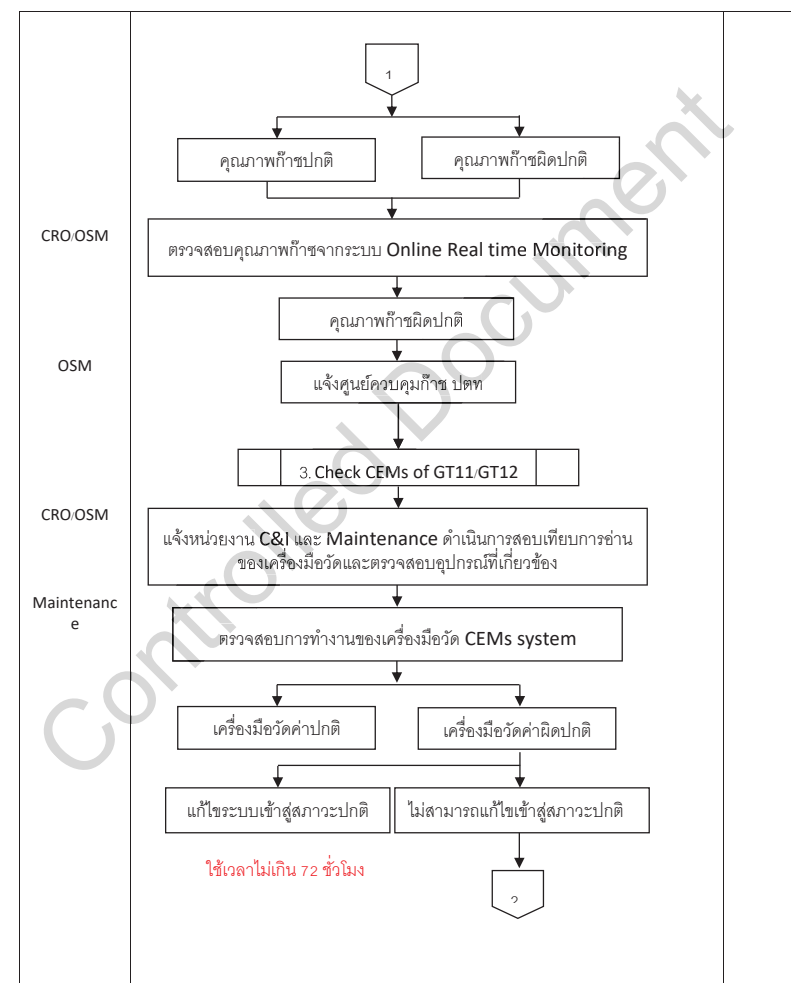 1
คุณภาพก๊าซปกติ
คุณภาพก๊าซผิดปกติ
CRO/OSM
ตรวจสอบคุณภาพก๊าซจากระบบ Online Real time Monitoring
คุณภาพก๊าซผิดปกติ
OSM
แจ้งศูนย์ควบคุมก๊าซ ปตท
3. Check CEMs of GT11/GT12
CRO/OSM
แจ้งหน่วยงาน C&I และ Maintenance ดำเนินการสอบเทียบการอ่าน
ของเครื่องมือวัดและตรวจสอบอุปกรณ์ที่เกี่ยวข้อง
Maintenanc
e
ตรวจสอบการทำงานของเครื่องมือวัด CEMs system
เครื่องมือวัดค่าปกติ
เครื่องมือวัดค่าผิดปกติ
แก้ไขระบบเข้าสู่สภาวะปกติ
ไม่สามารถแก้ไขเข้าสู่สภาวะปกติ
ใช้เวลาไม่เกิน 72 ชั่วโมง
2
Controlled Document